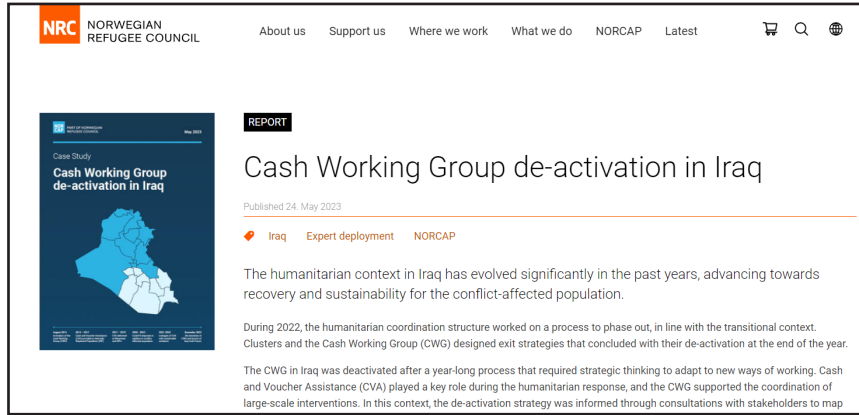 NRC
NORWEGIAN
REFUGEE COUNCIL
About us Support us Where we work What we do NORCAP Latest
PART OF NORWEGIAN
REFUGEE COUNCIL
May 2023
Case Study
Cash Working Group
de-activation in Iraq
REPORT
Cash Working Group de-activation in Iraq
Published 24. May 2023
Iraq Expert deployment NORCAP
The humanitarian context in Iraq has evolved significantly in the past years, advancing towards
recovery and sustainability for the conflict-affected population.
During 2022, the humanitarian coordination structure worked on a process to phase out, in line with the transitional context.
Clusters and the Cash Working Group (CWG) designed exit strategies that concluded with their de-activation at the end of the year.
The CWG in Iraq was deactivated after a year-long process that required strategic thinking to adapt to new ways of working. Cash
and Voucher Assistance (CVA) played a key role during the humanitarian response, and the CWG supported the coordination of
large-scale interventions. In this context, the de-activation strategy was informed through consultations with stakeholders to map